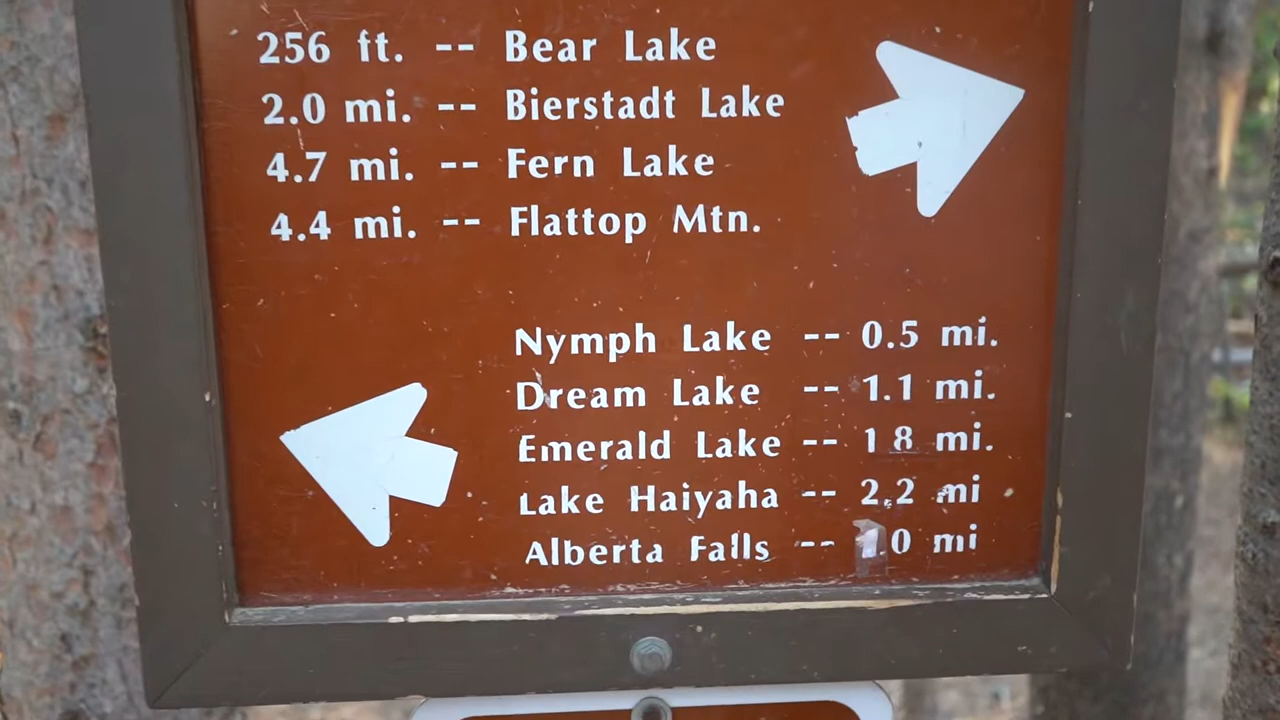 256 ft. -- Bear Lake
2.0 mi. -- Bierstadt Lake
4.7 mi. -- Fern Lake
4.4 mi. -- Flattop Mtn.
Nymph Lake -- 0.5 mi.
Dream Lake -- 1.1 mi.
Emerald Lake -- 1 8 mi.
Lake Haiyaha -- 2.2 mi
Alberta Falls -- 1.0 mi